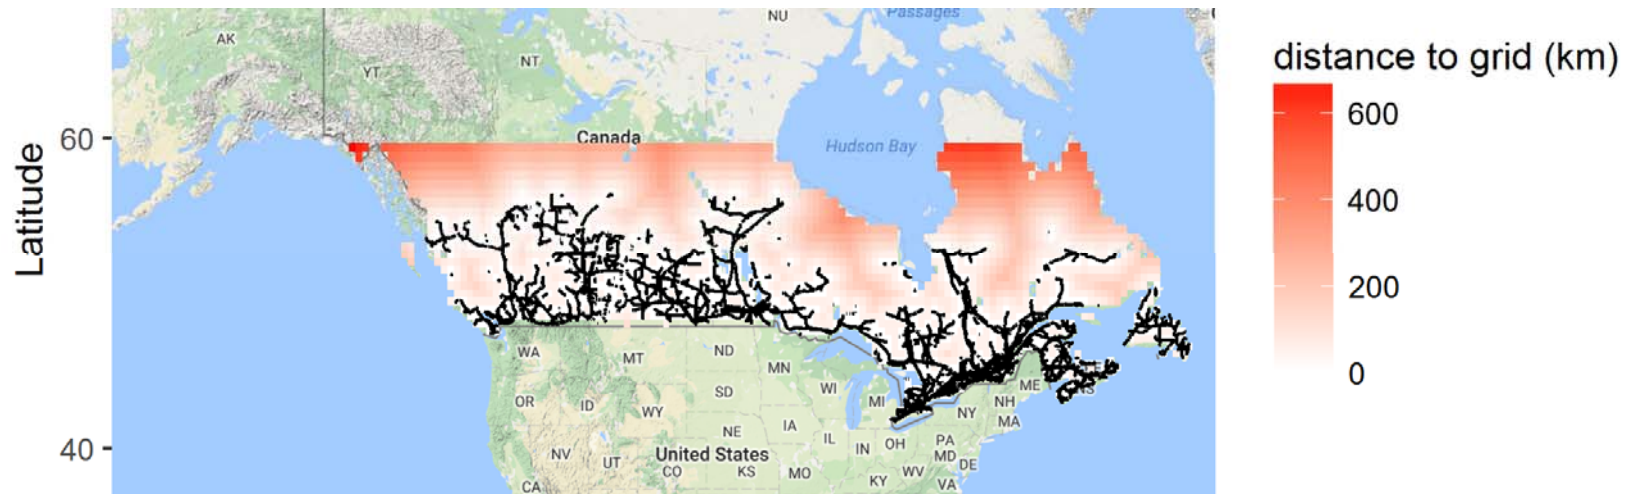 NU
Passages
AK
NT
YT
distance to grid (km)
600
60
Canada
Hudson Bay
400
Latitude
200
0
WA
MT
ND
MN
OR
ID
WY
SD
WI
MI
ME
NH
NY
MA
NE
IA
IL
IN
OH
PA
NV
UT
United States
MD
DE
40
CO
KS
MO
WV
KY
VA
CA